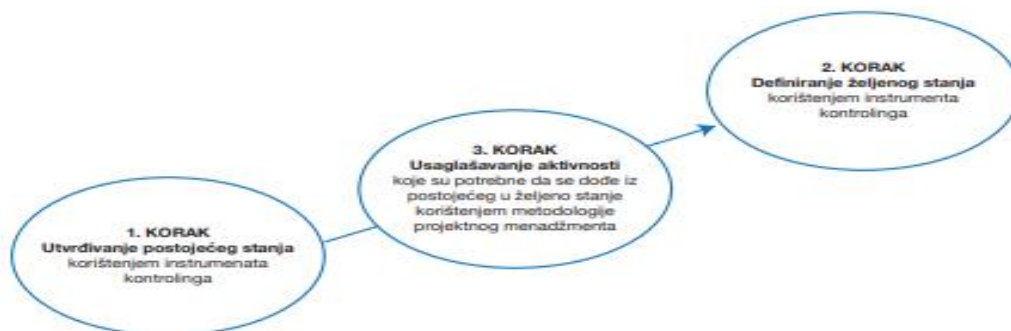 1. KORAK
Utvrđivanje postojećeg stanja
korištenjem instrumenata
kontrolinga
3. KORAK
Usaglašavanje aktivnosti
koje su potrebne da se dođe iz
postojećeg u željeno stanje
korištenjem metodologije
projektnog menadžmenta
2. KORAK
Definiranje željenog stanja
korištenjem instrumenta
kontrolinga